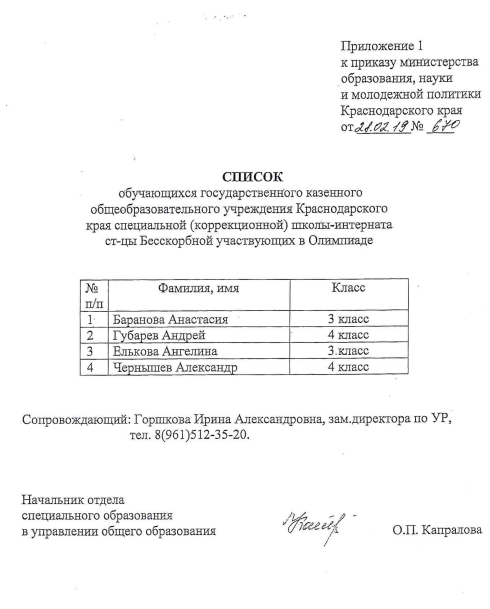 Приложение 1
к приказу министерства
образования, науки
и молодежной политики
Краснодарского края
от 28.02.19 № 670
СПИСОК
обучающихся государственного казенного
общеобразовательного учреждения Краснодарского
края специальной (коррекционной) школы-интерната
ст-цы Бесскорбной участвующих в Олимпиаде
№ Фамилия, имя Класс
п/п
1 Баранова Анастасия 3 класс
2 Губарев Андрей 4 класс
3 Елькова Ангелина 3 класс
4 Чернышев Александр 4 класс
Сопровождающий: Горшкова Ирина Александровна, зам.директора по УР,
тел. 8(961)512-35-20.
Начальник отдела
специального образования
в управлении общего образования О.П. Капралова